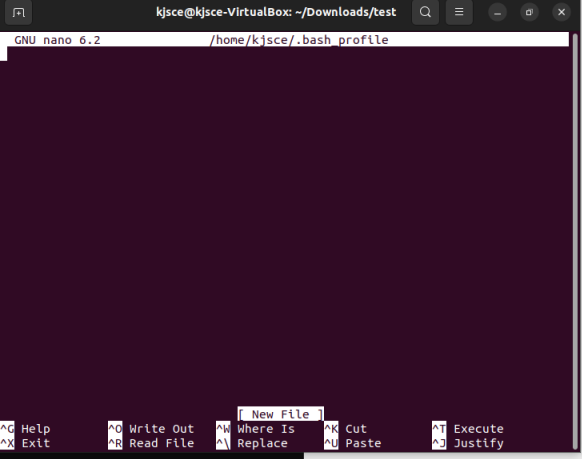 kjsce@kjsce-VirtualBox: ~/Downloads/test
GNU nano 6.2 /home/kjsce/.bash_profile
[ New File ]
^G Help ^O Write Out ^W Where Is ^K Cut ^T Execute
^X Exit ^R Read File ^\ Replace ^U Paste ^J Justify